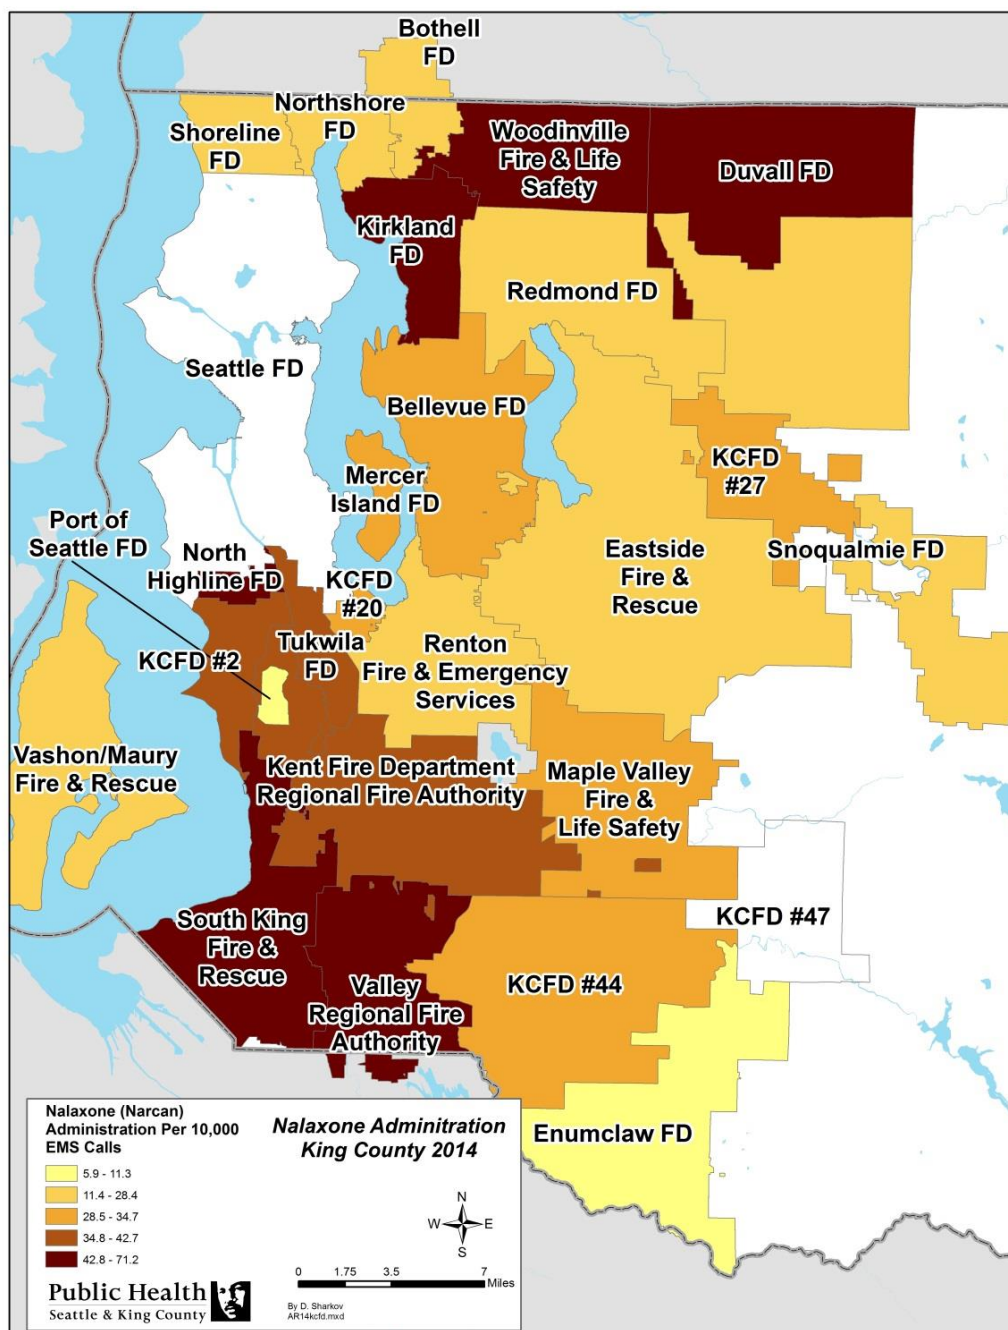 Bothell
FD
Northshore
FD
Shoreline
FD
Woodinville
Fire & Life
Safety
Duvall FD
Kirkland
FD
Redmond FD
Seattle FD
Bellevue FD
KCFD
#27
Mercer
Island FD
Port of
Seattle FD
North
Highline FD
Eastside
Fire &
Rescue
Snoqualmie FD
KCFD
#20
Tukwila
FD
KCFD #2
Renton
Fire & Emergency
Services
Vashon/Maury
Fire & Rescue
Kent Fire Department
Regional Fire Authority
Maple Valley
Fire &
Life Safety
KCFD #47
South King
Fire &
Rescue
Valley
Regional Fire
Authority
KCFD #44
Enumclaw FD
Nalaxone (Narcan)
Administration Per 10,000
EMS Calls
5.9 - 11.3
11.4 - 28.4
28.5 - 34.7
34.8 - 42.7
42.8 - 71.2
Nalaxone Adminitration
King County 2014
N
W E
S
0 1.75 3.5 7
Miles
By D. Sharkov
AR14kcfd.mxd
Public Health
Seattle & King County